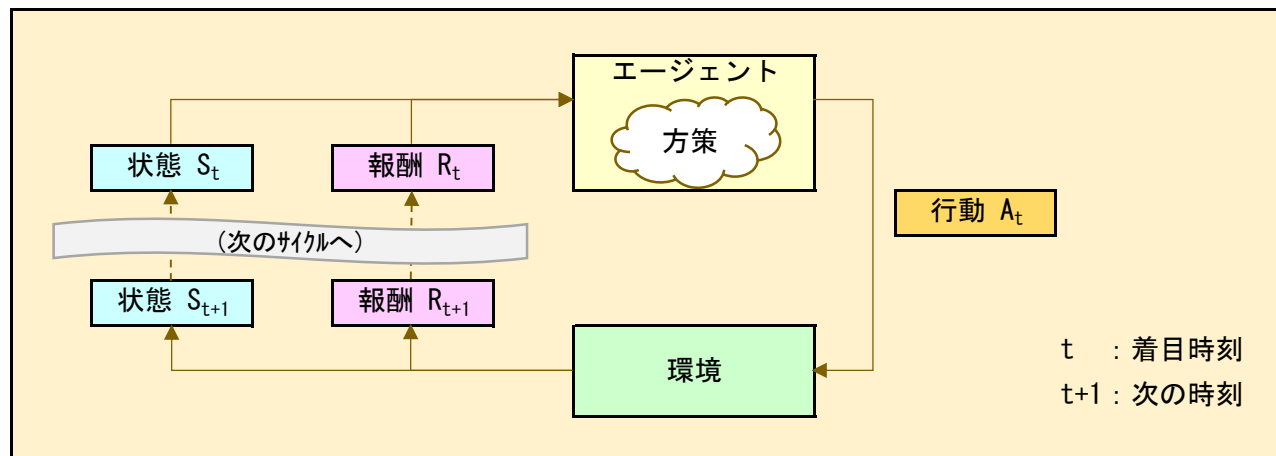 エージェント
方策
状態 St
報酬 Rt
行動 At
(次のｻｲｸﾙへ)
状態 St+1
報酬 Rt+1
環境
t ：着目時刻
t+1：次の時刻